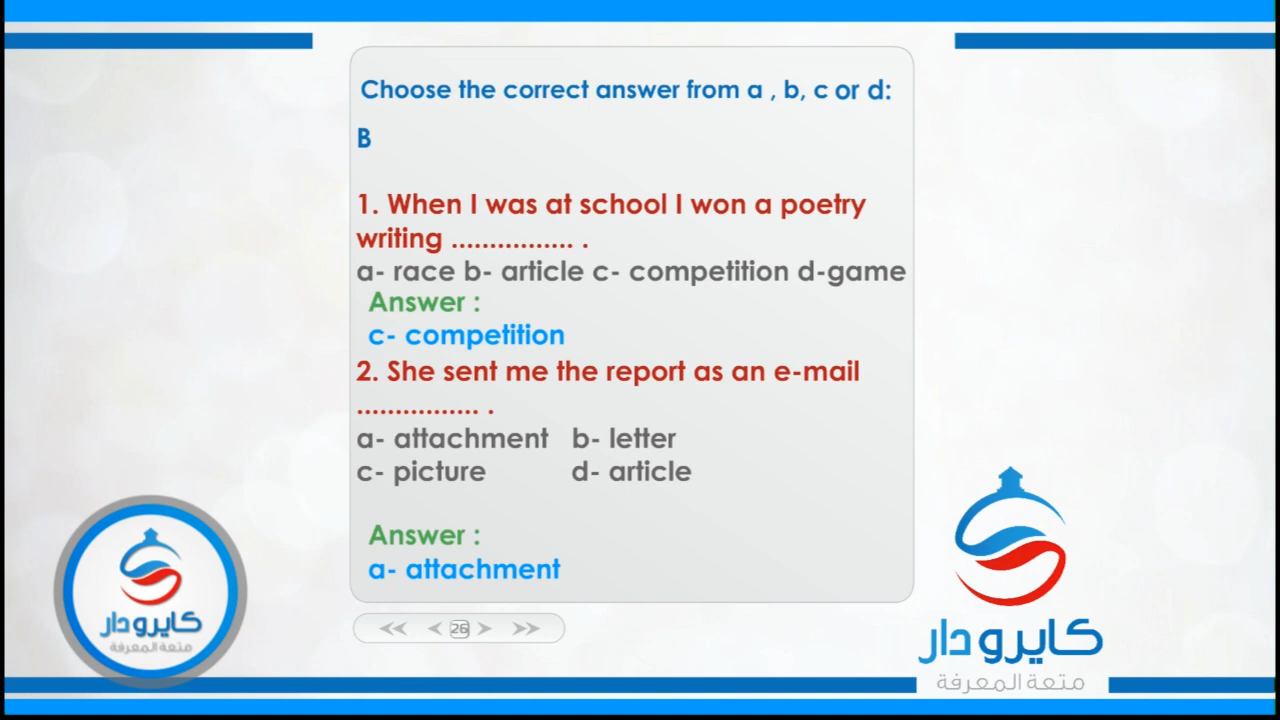 Choose the correct answer from a , b, c or d:
B
1. When I was at school I won a poetry
writing ................ .
a- race b- article c- competition d-game
Answer :
c- competition
2. She sent me the report as an e-mail
................ .
a- attachment b- letter
c- picture d- article
Answer :
a- attachment
26
كايرو دار
متعة المعرفة
كايرو دار
متعة المعرفة